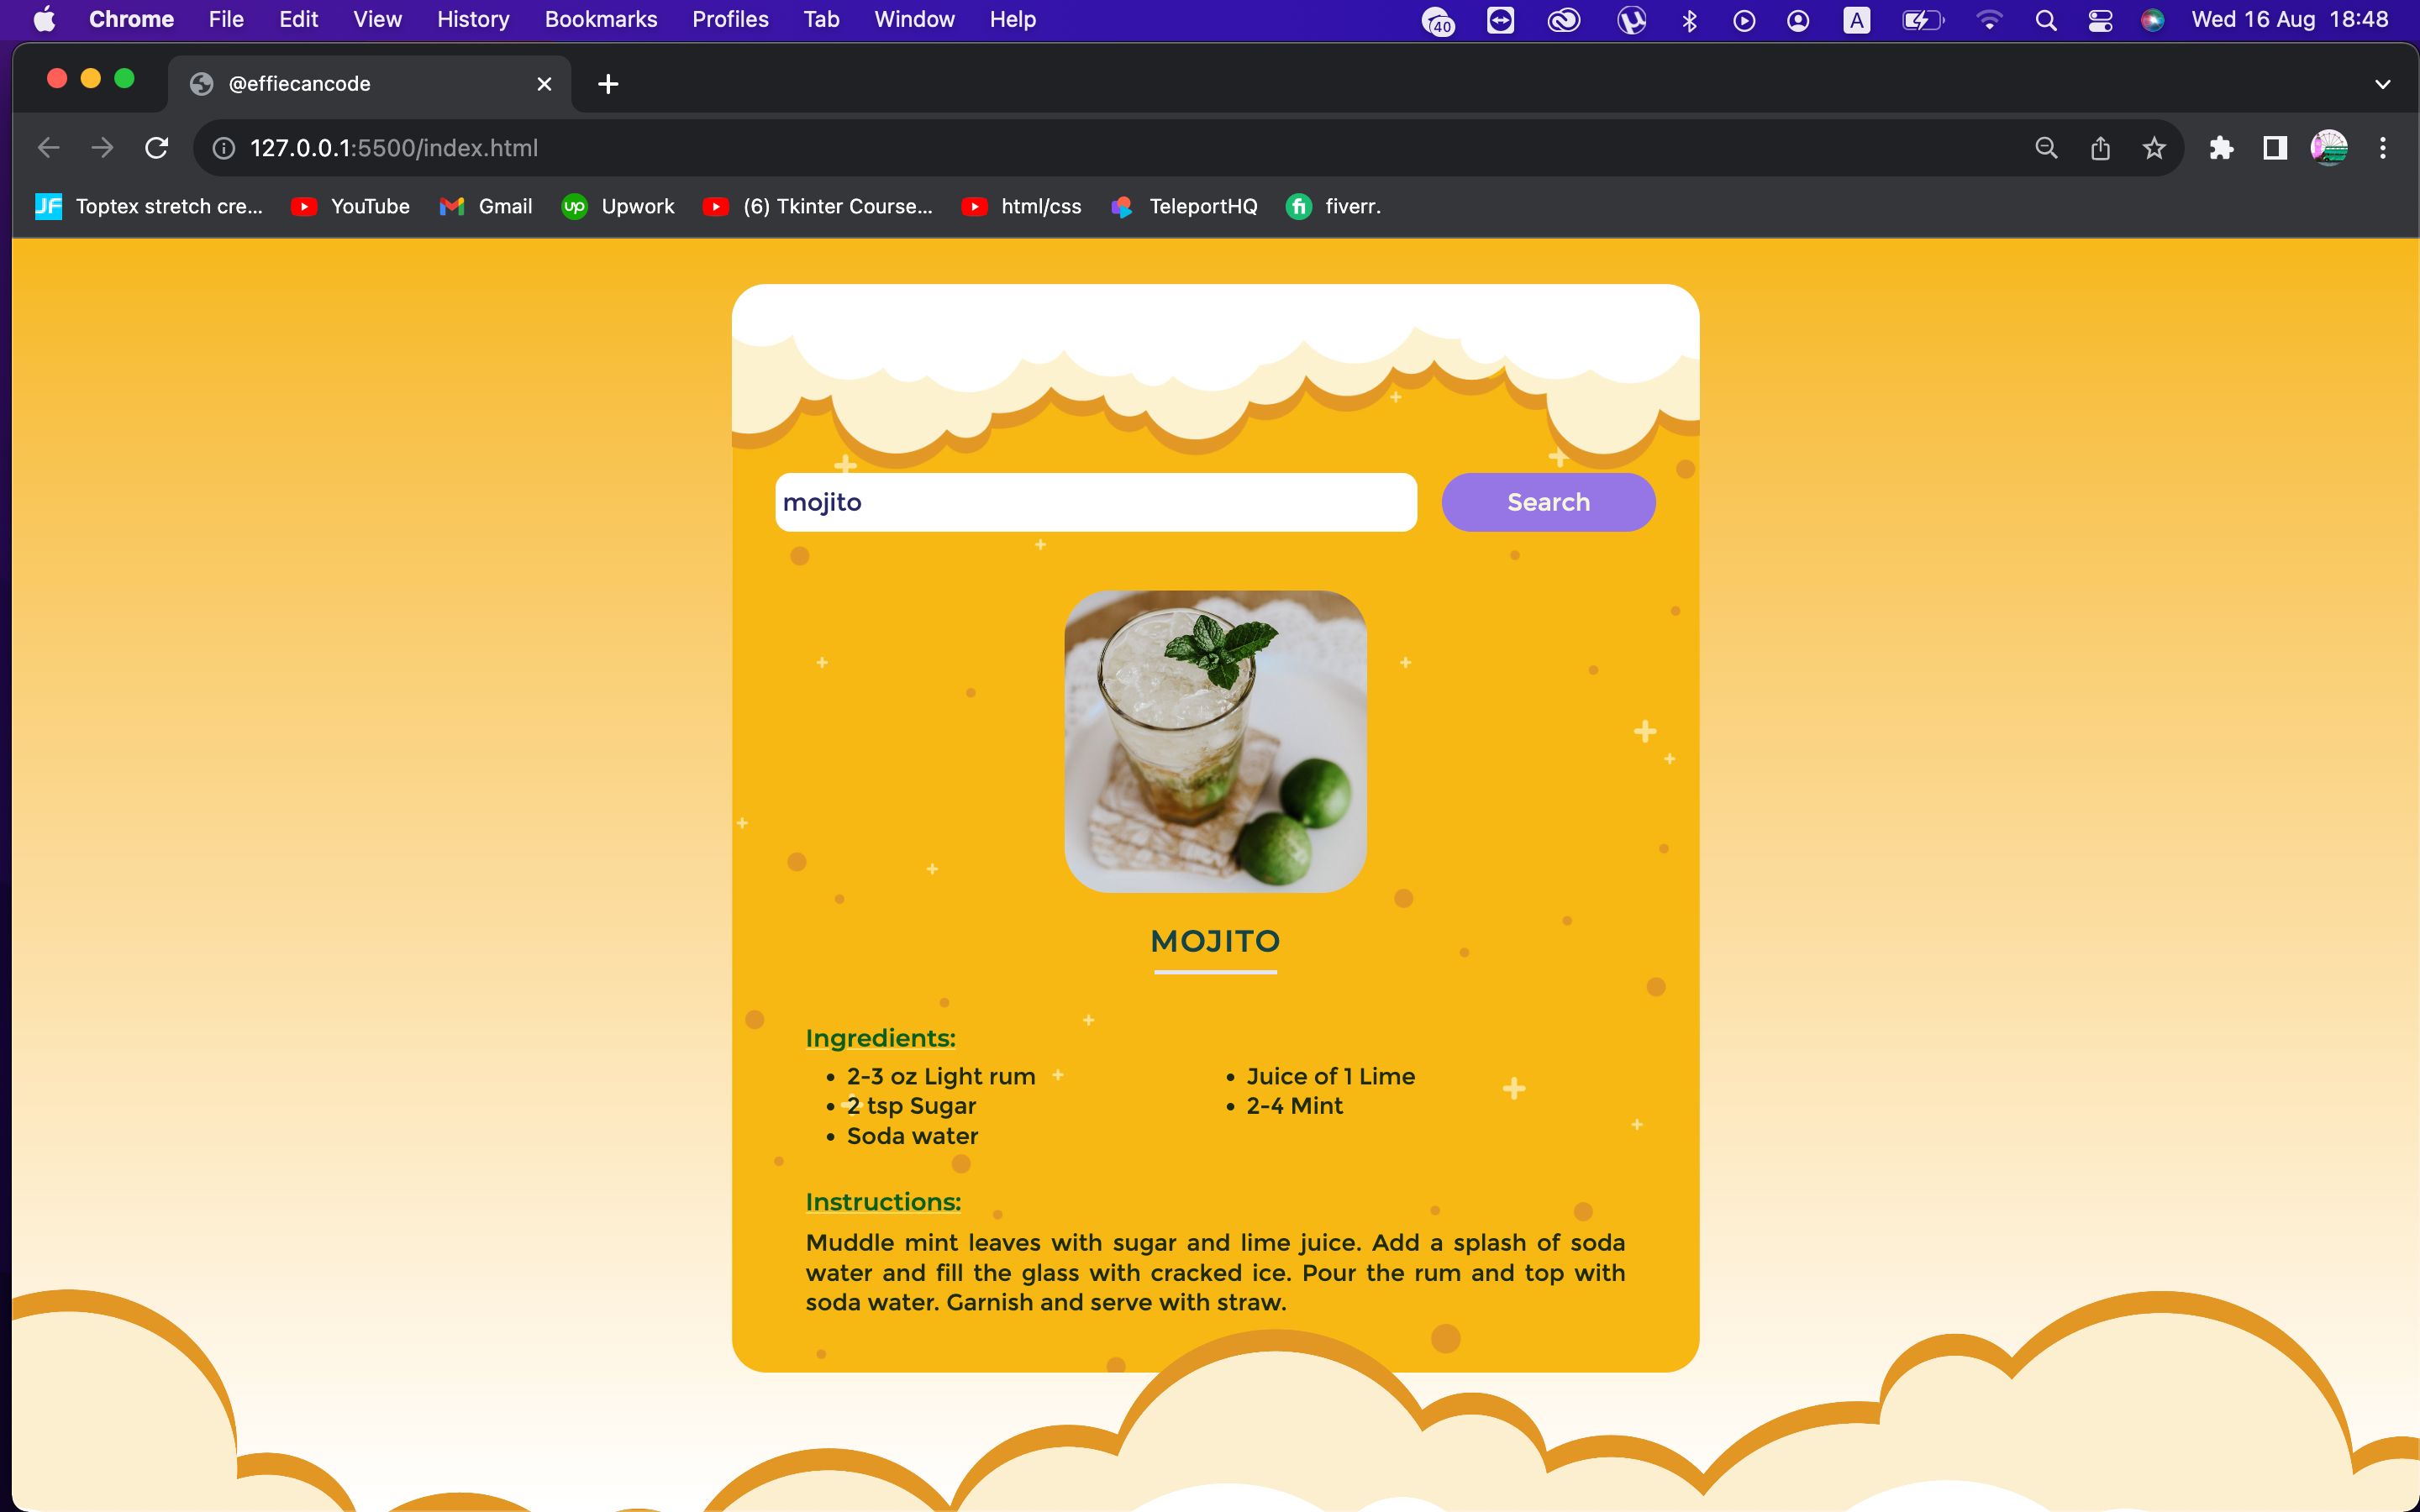 Chrome File Edit View History Bookmarks Profiles Tab Window Help 40 A Wed 16 Aug 18:48
@effiecancode
127.0.0.1:5500/index.html
JF Toptex stretch cre... YouTube Gmail up Upwork (6) Tkinter Course... html/css TeleportHQ fi fiverr.
mojito Search
MOJITO
Ingredients:
• 2-3 oz Light rum
• 2 tsp Sugar
• Soda water
• Juice of 1 Lime
• 2-4 Mint
Instructions:
Muddle mint leaves with sugar and lime juice. Add a splash of soda
water and fill the glass with cracked ice. Pour the rum and top with
soda water. Garnish and serve with straw.